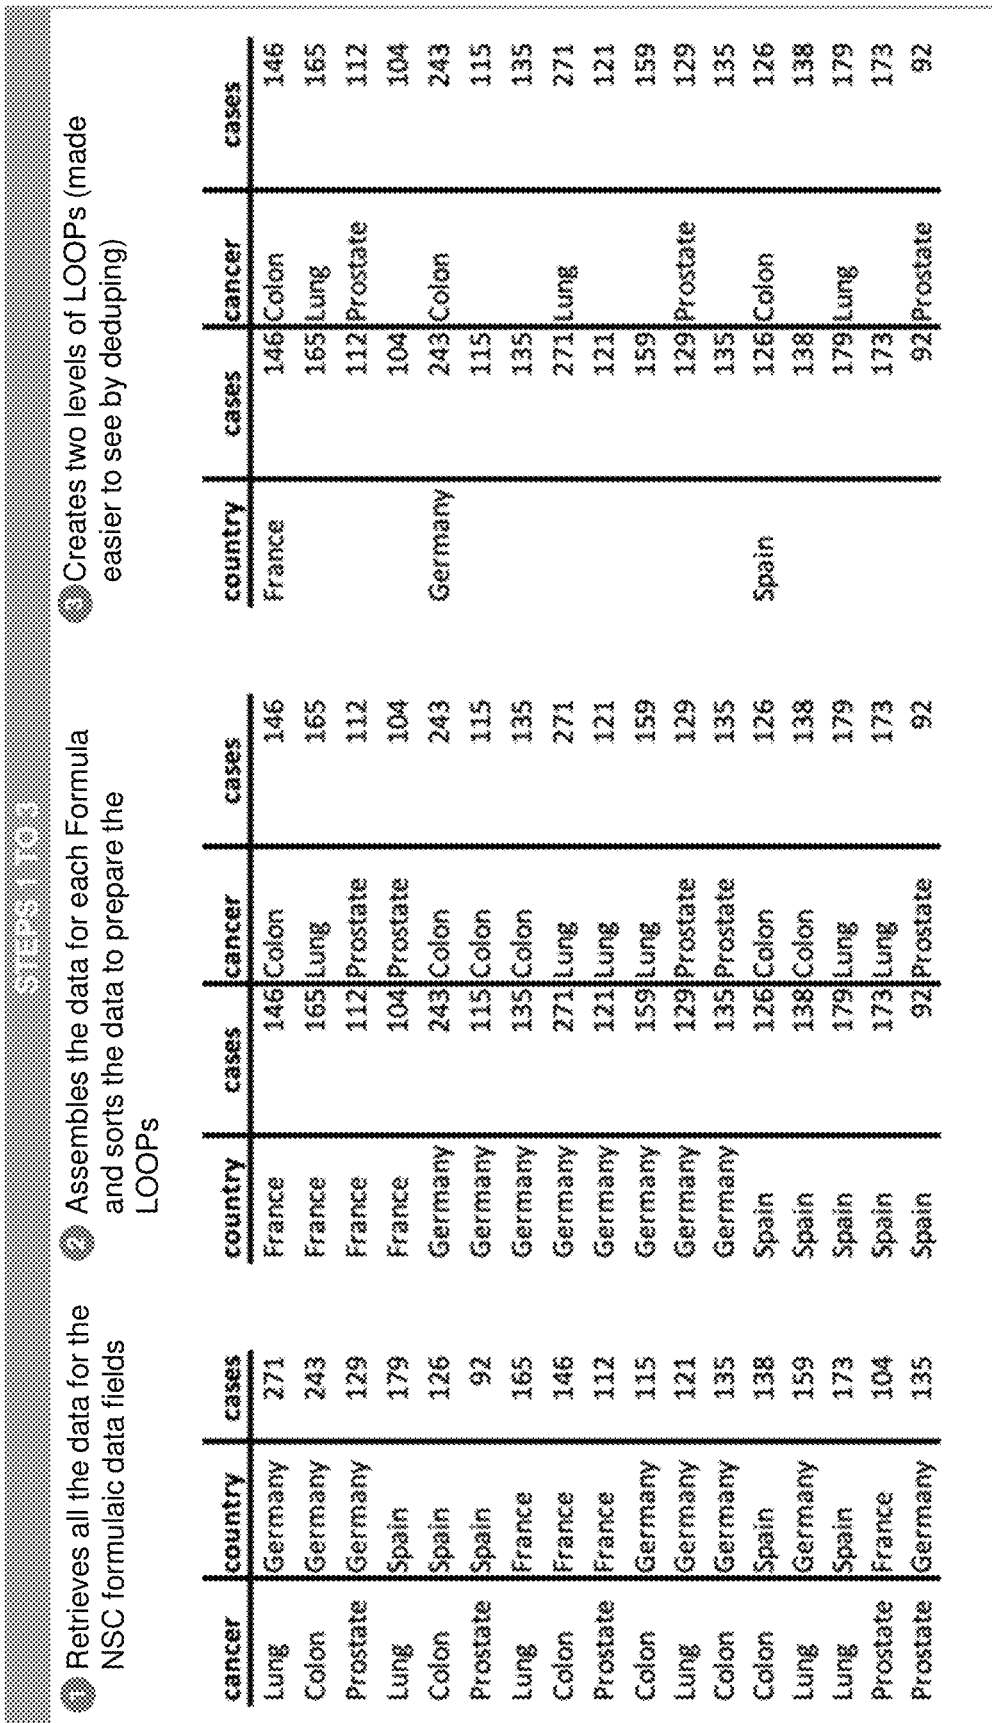 STEPS 1 TO 3
1 Retrieves all the data for the
NSC formulaic data fields
cancer country cases
Lung Germany 271
Colon Germany 243
Prostate Germany 129
Lung Spain 179
Colon Spain 126
Prostate Spain 92
Lung France 165
Colon France 146
Prostate France 112
Colon Germany 115
Lung Germany 121
Colon Germany 135
Colon Spain 138
Lung Germany 159
Lung Spain 173
Prostate France 104
Prostate Germany 135
2 Assembles the data for each Formula
and sorts the data to prepare the
LOOPs
country cases cancer cases
France 146 Colon 146
France 165 Lung 165
France 112 Prostate 112
France 104 Prostate 104
Germany 243 Colon 243
Germany 115 Colon 115
Germany 135 Colon 135
Germany 271 Lung 271
Germany 121 Lung 121
Germany 159 Lung 159
Germany 129 Prostate 129
Germany 135 Prostate 135
Spain 126 Colon 126
Spain 138 Colon 138
Spain 179 Lung 179
Spain 173 Lung 173
Spain 92 Prostate 92
3 Creates two levels of LOOPs (made
easier to see by deduping)
country cases cancer cases
France 146 Colon 146
165 Lung 165
112 Prostate 112
104 104
Germany 243 Colon 243
115 115
135 135
271 Lung 271
121 121
159 159
129 Prostate 129
135 135
Spain 126 Colon 126
138 138
179 Lung 179
173 173
92 Prostate 92